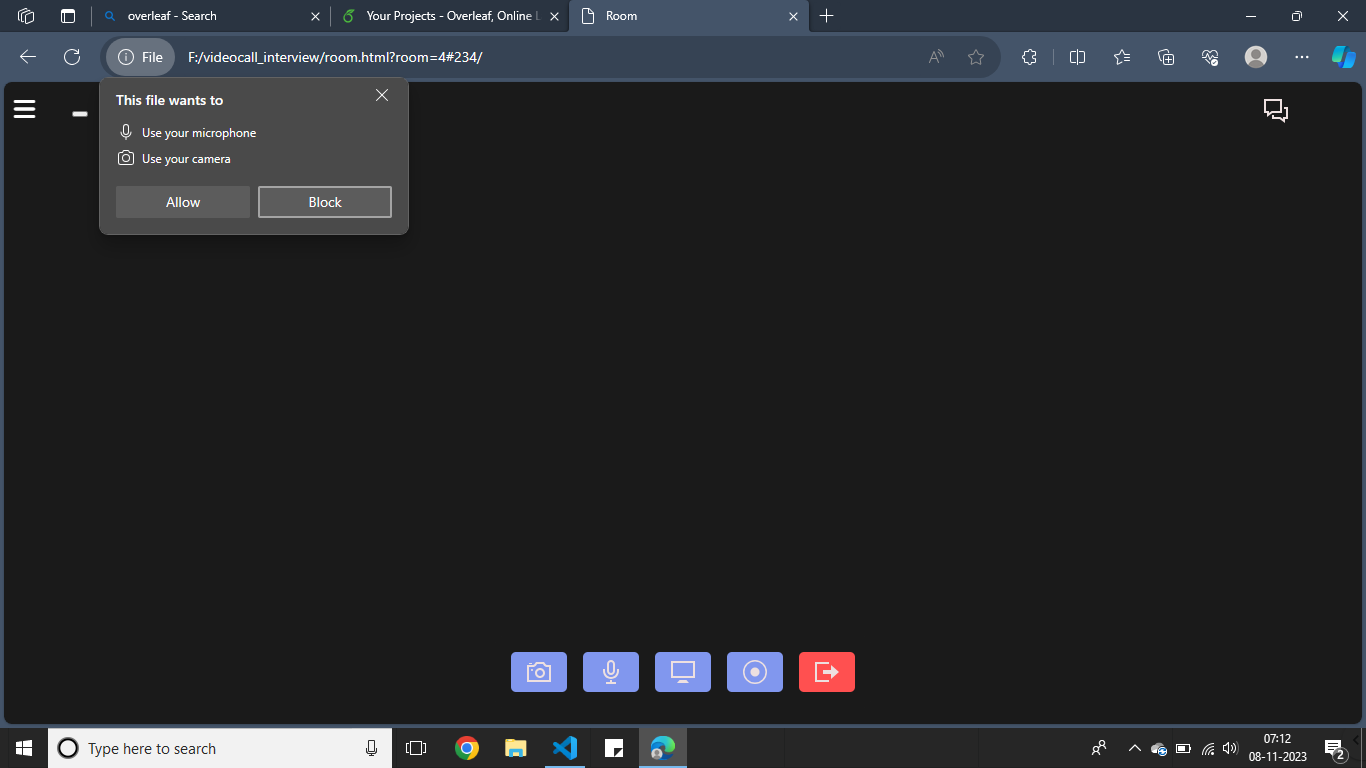 overleaf - Search
Your Projects - Overleaf, Online L
Room
File
F:/videocall_interview/room.html?room=4#234/
This file wants to
Use your microphone
Use your camera
Allow
Block
Type here to search
07:12
08-11-2023
2